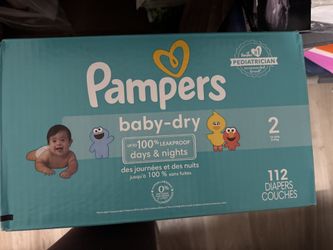 PEDIATRICIAN
Pampers
baby-dry
2
UP TO 100% LEAKPROOF
days & nights
des journées et des nuits
jusqu'à 100 % sans fuites
0%
112
DIAPERS
COUCHES